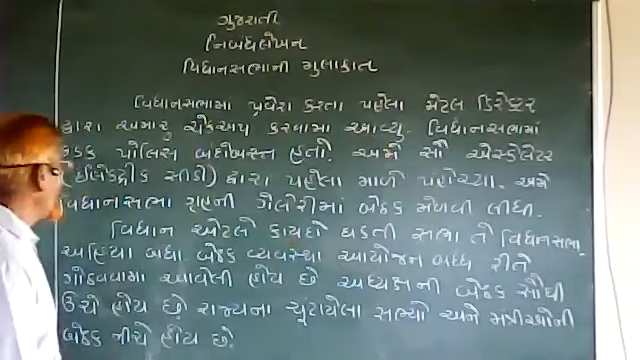 ગુજરાતી
નિબંધલેખન
વિધાનસભાની મુલાકાત
વિધાનસભામાં પ્રવેશ કરતા પહેલા મેટલ ડિરેક્ટર
દ્વારા અમારુ ચેકઅપ કરવામાં આવ્યુ. વિધાનસભામાં
કડક પોલિસ બંદોબસ્ત હતો. અમે સૌ એસ્કેલેટર
(ઈલેકટ્રીક સીડી) દ્વારા પહેલા માળે પહોંચ્યા. અમે
વિધાનસભા ગૃહની ગેલેરીમાં બેઠક મેળવી લીધી.
વિધાન એટલે કાયદો ઘડતી સભા તે વિધાનસભા.
અહિયા બધા બેઠક વ્યવસ્થા આયોજન બધ્ધ રીતે
ગોઠવવામા આવેલી હોય છે અધ્યક્ષની બેઠક સૌથી
ઉંચે હોય છે. રાજ્યના ચૂંટાયેલા સભ્યો અને મંત્રીઓની
બેઠક નીચે હોય છે.